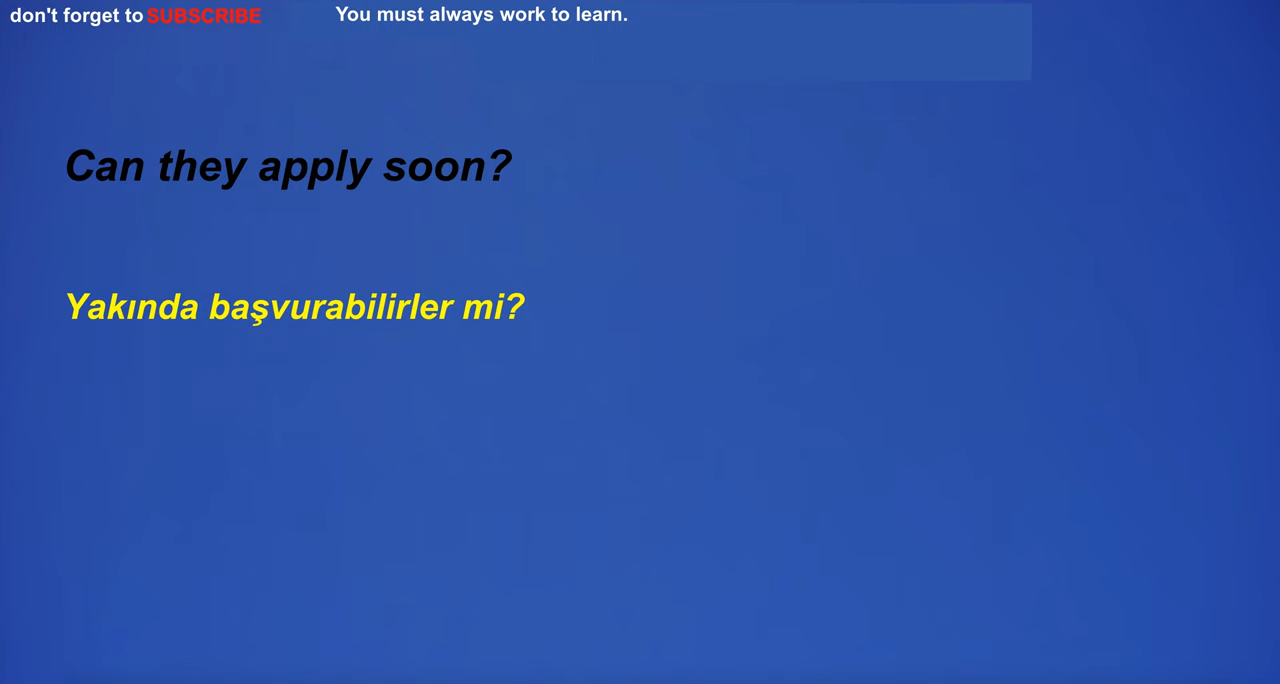 don't forget to SUBSCRIBE You must always work to learn.
Can they apply soon?
Yakında başvurabilirler mi?